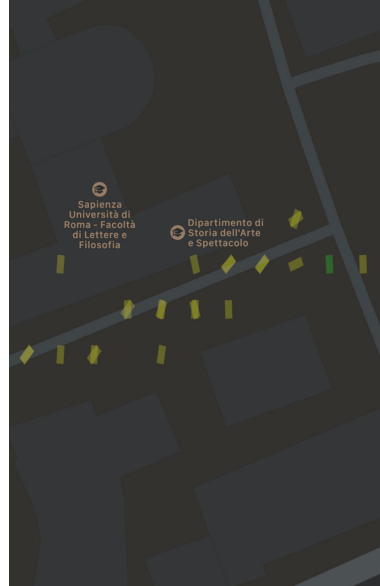 Sapienza
Università di
Roma - Facoltà
di Lettere e
Filosofia
Dipartimento di
Storia dell'Arte
e Spettacolo